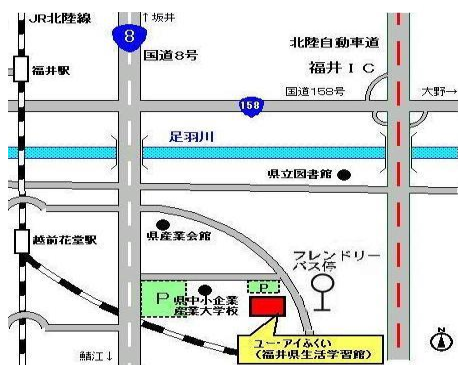 JR北陸線
↑坂井
8
国道8号
北陸自動車道
福井IC
福井駅
国道158号
大野→
158
足羽川
県立図書館
県産業会館
越前花堂駅
フレンドリー
バス停
P
P
県中小企業
産業大学校
ユー・アイふくい
(福井県生活学習館)
鯖江↓
N